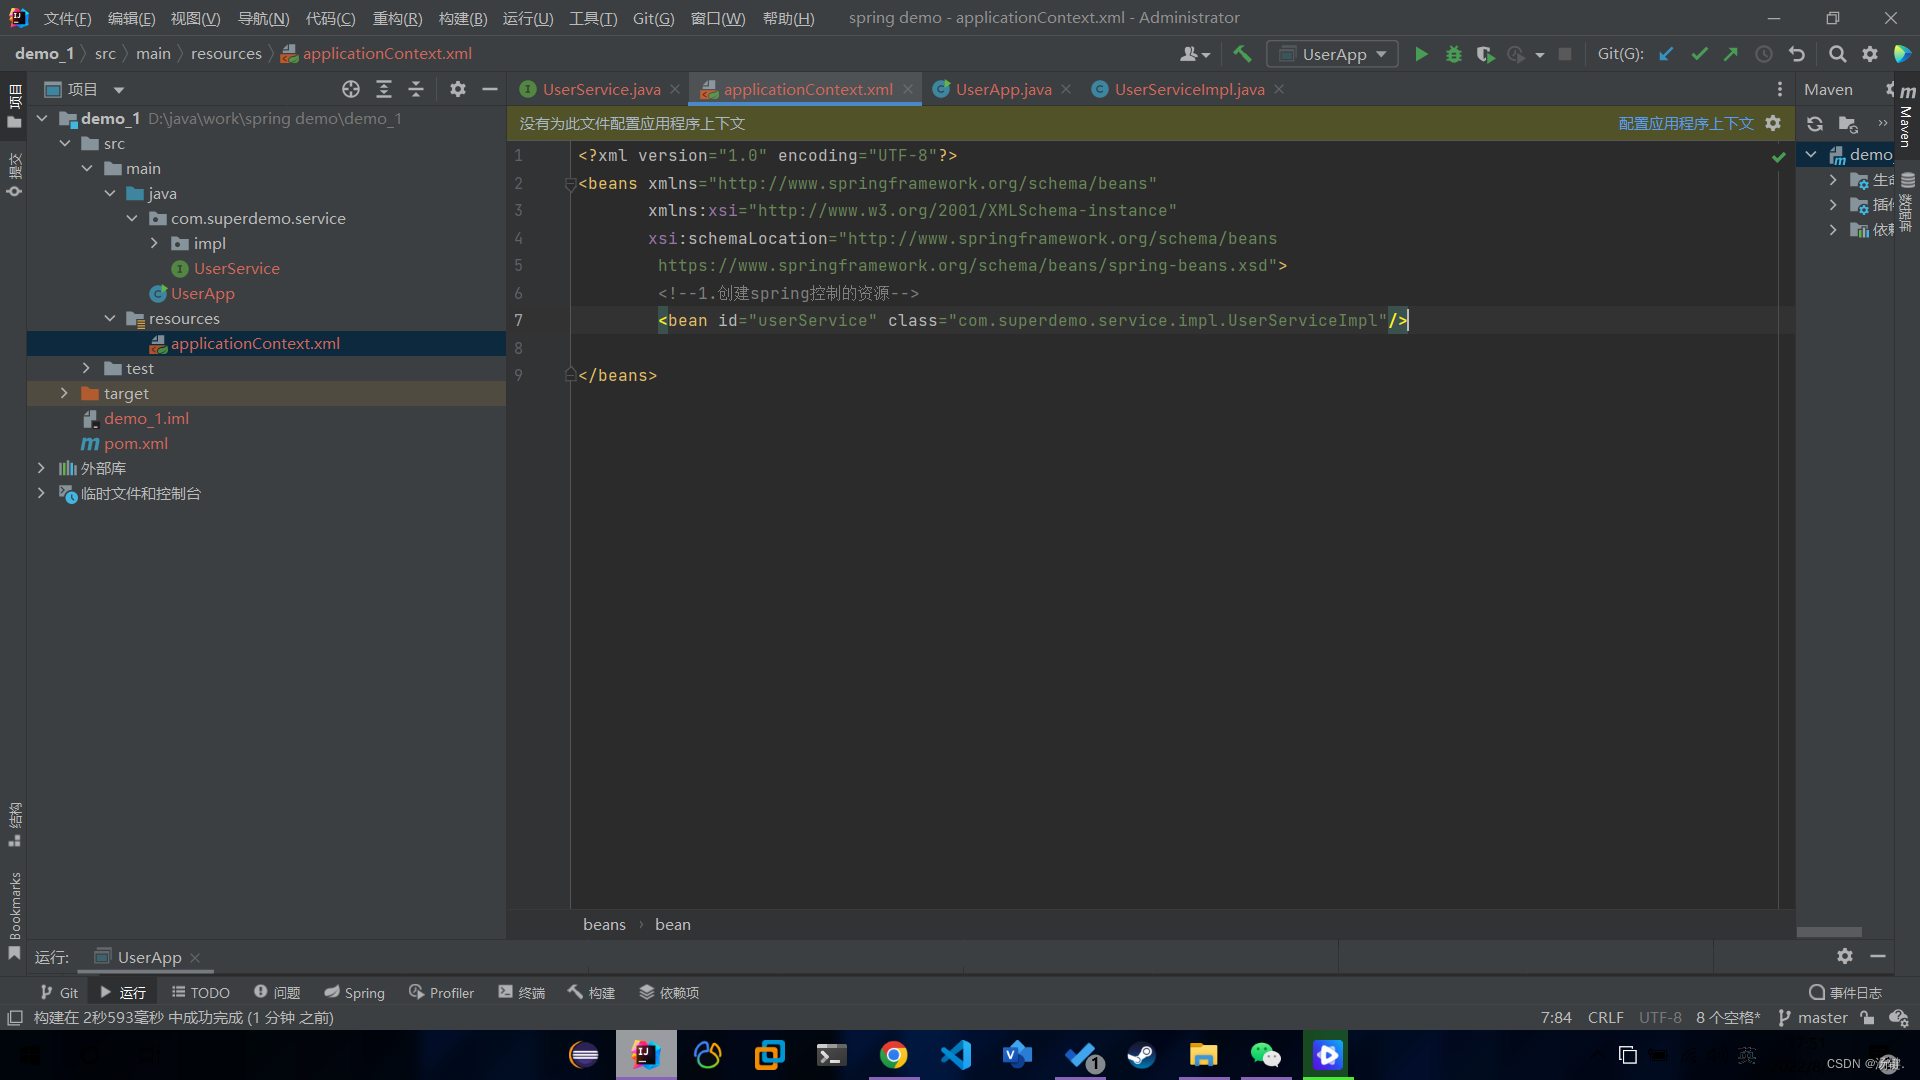 文件(F) 编辑(E) 视图(V) 导航(N) 代码(C) 重构(R) 构建(B) 运行(U) 工具(T) Git(G) 窗口(W) 帮助(H) spring demo - applicationContext.xml - Administrator
demo_1 src main resources applicationContext.xml UserApp Git(G):
项目 UserService.java applicationContext.xml UserApp.java UserServiceImpl.java Maven
demo_1 D:\java\work\spring demo\demo_1
src
main
java
com.superdemo.service
impl
UserService
UserApp
resources
applicationContext.xml
test
target
demo_1.iml
pom.xml
外部库
临时文件和控制台
项目
提交
结构
Bookmarks
没有为此文件配置应用程序上下文 配置应用程序上下文
1 <?xml version="1.0" encoding="UTF-8"?>
2 <beans xmlns="http://www.springframework.org/schema/beans"
3 xmlns:xsi="http://www.w3.org/2001/XMLSchema-instance"
4 xsi:schemaLocation="http://www.springframework.org/schema/beans
5 https://www.springframework.org/schema/beans/spring-beans.xsd">
6 <!--1.创建spring控制的资源-->
7 <bean id="userService" class="com.superdemo.service.impl.UserServiceImpl"/>
8
9 </beans>
beans › bean
demo_
生命
插件
依赖
Maven
数据库
运行: UserApp
Git 运行 TODO 问题 Spring Profiler 终端 构建 依赖项 事件日志
构建在 2秒593毫秒 中成功完成 (1 分钟 之前) 7:84 CRLF UTF-8 8 个空格* master
1
英
CSDN @汤键.